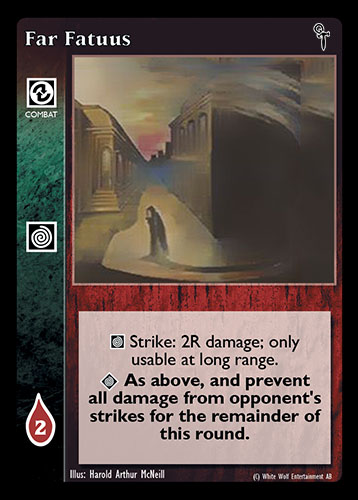 Far Fatuus
COMBAT
Strike: 2R damage; only
usable at long range.
As above, and prevent
all damage from opponent's
strikes for the remainder of
this round.
2
Illus: Harold Arthur McNeill
(C) White Wolf Entertainment AB